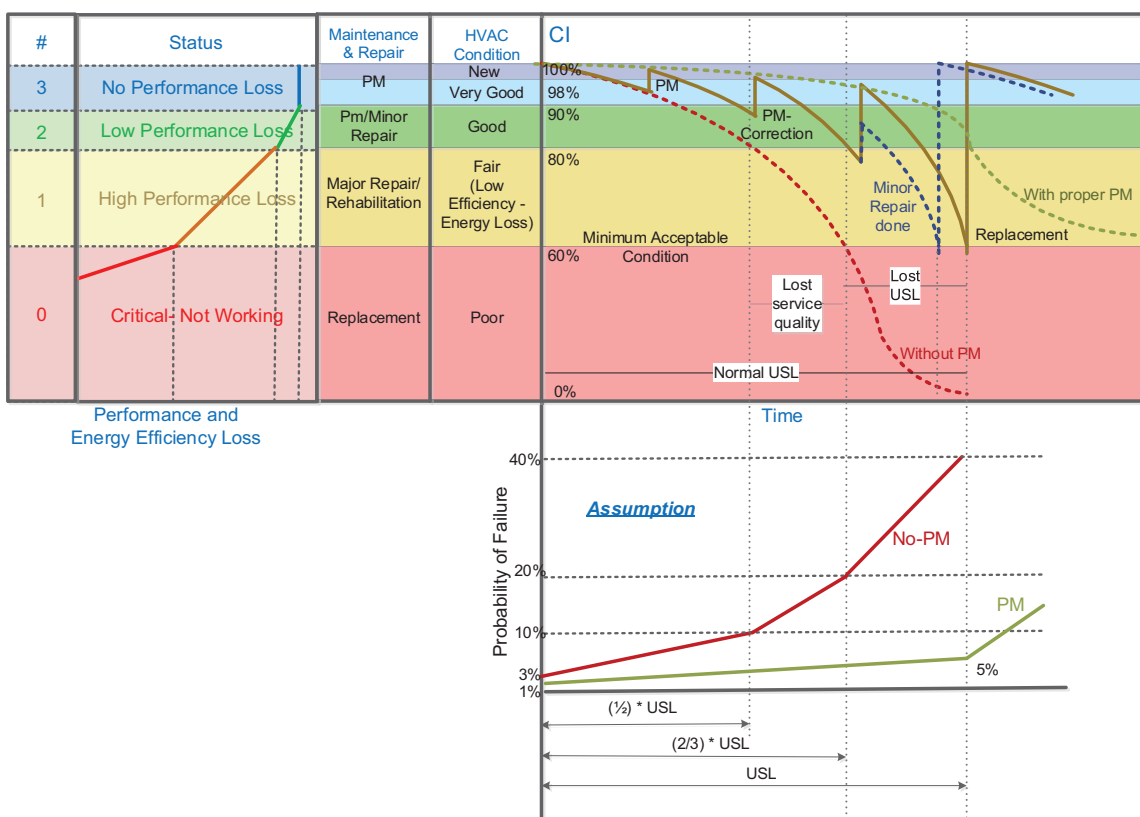 #
Status
Maintenance
& Repair
HVAC
Condition
CI
3
No Performance Loss
PM
New
Very Good
2
Low Performance Loss
Pm/Minor
Repair
Good
1
High Performance Loss
Major Repair/
Rehabilitation
Fair
(Low
Efficiency -
Energy Loss)
0
Critical- Not Working
Replacement
Poor
100%
98%
90%
80%
60%
0%
PM
PM-
Correction
Minor
Repair
done
With proper PM
Replacement
Minimum Acceptable
Condition
Lost
service
quality
Lost
USL
Without PM
Normal USL
Performance and
Energy Efficiency Loss
Time
Probability of Failure
40%
20%
10%
3%
1%
Assumption
No-PM
PM
5%
(½) * USL
(2/3) * USL
USL